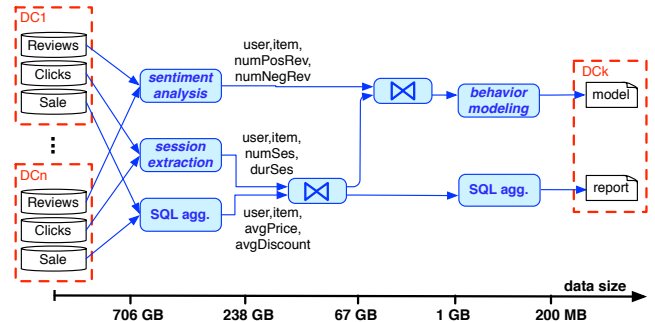 DC1
Reviews
Clicks
Sale
DCn
Reviews
Clicks
Sale
sentiment
analysis
session
extraction
SQL agg.
user,item,
numPosRev,
numNegRev
user,item,
numSes,
durSes
user,item,
avgPrice,
avgDiscount
behavior
modeling
SQL agg.
DCk
model
report
data size
706 GB
238 GB
67 GB
1 GB
200 MB